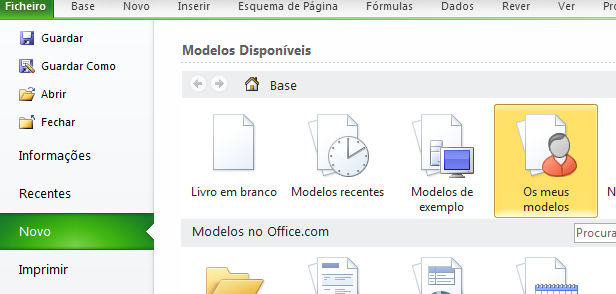 Ficheiro Base Novo Inserir Esquema de Página Fórmulas Dados Rever Ver
Guardar
Guardar Como
Abrir
Fechar
Informações
Recentes
Novo
Imprimir
Modelos Disponíveis
Base
Livro em branco
Modelos recentes
Modelos de
exemplo
Os meus
modelos
Modelos no Office.com
Procura